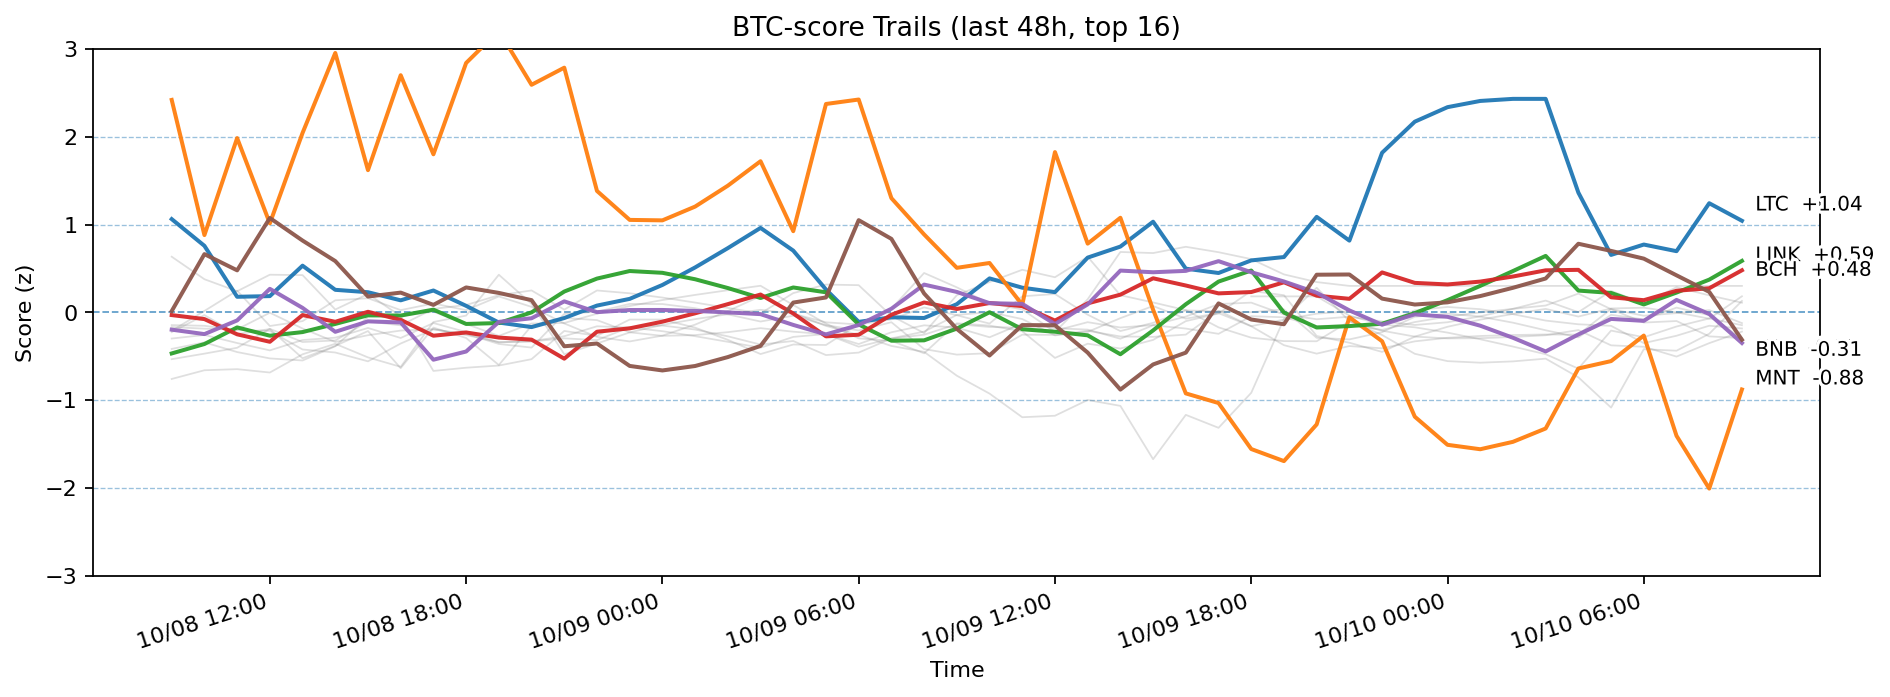 BTC-score Trails (last 48h, top 16)
Score (z)
3
2
1
0
−1
−2
−3
LTC +1.04
LINK +0.59
BCH +0.48
BNB -0.31
MNT -0.88
10/08 12:00
10/08 18:00
10/09 00:00
10/09 06:00
10/09 12:00
10/09 18:00
10/10 00:00
10/10 06:00
Time